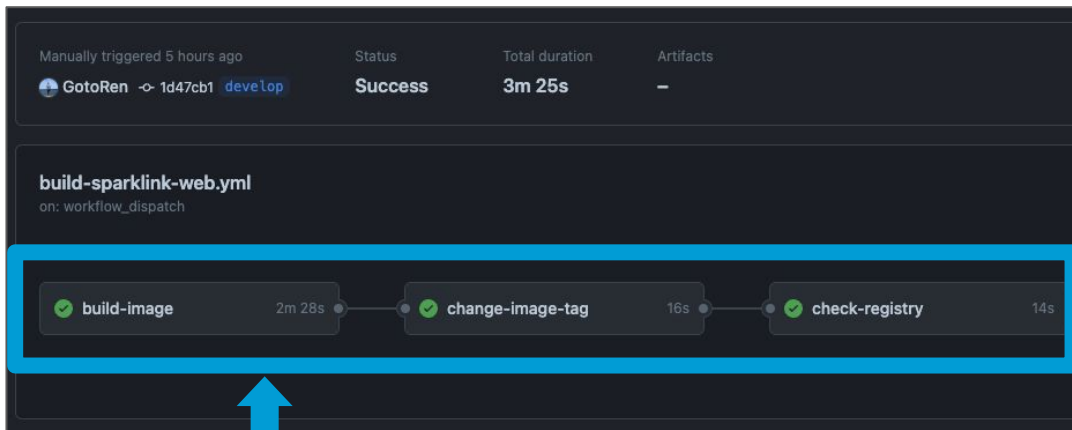 Manually triggered 5 hours ago Status Total duration Artifacts
GotoRen 1d47cb1 develop Success 3m 25s –
build-sparklink-web.yml
on: workflow_dispatch
build-image 2m 28s change-image-tag 16s check-registry 14s